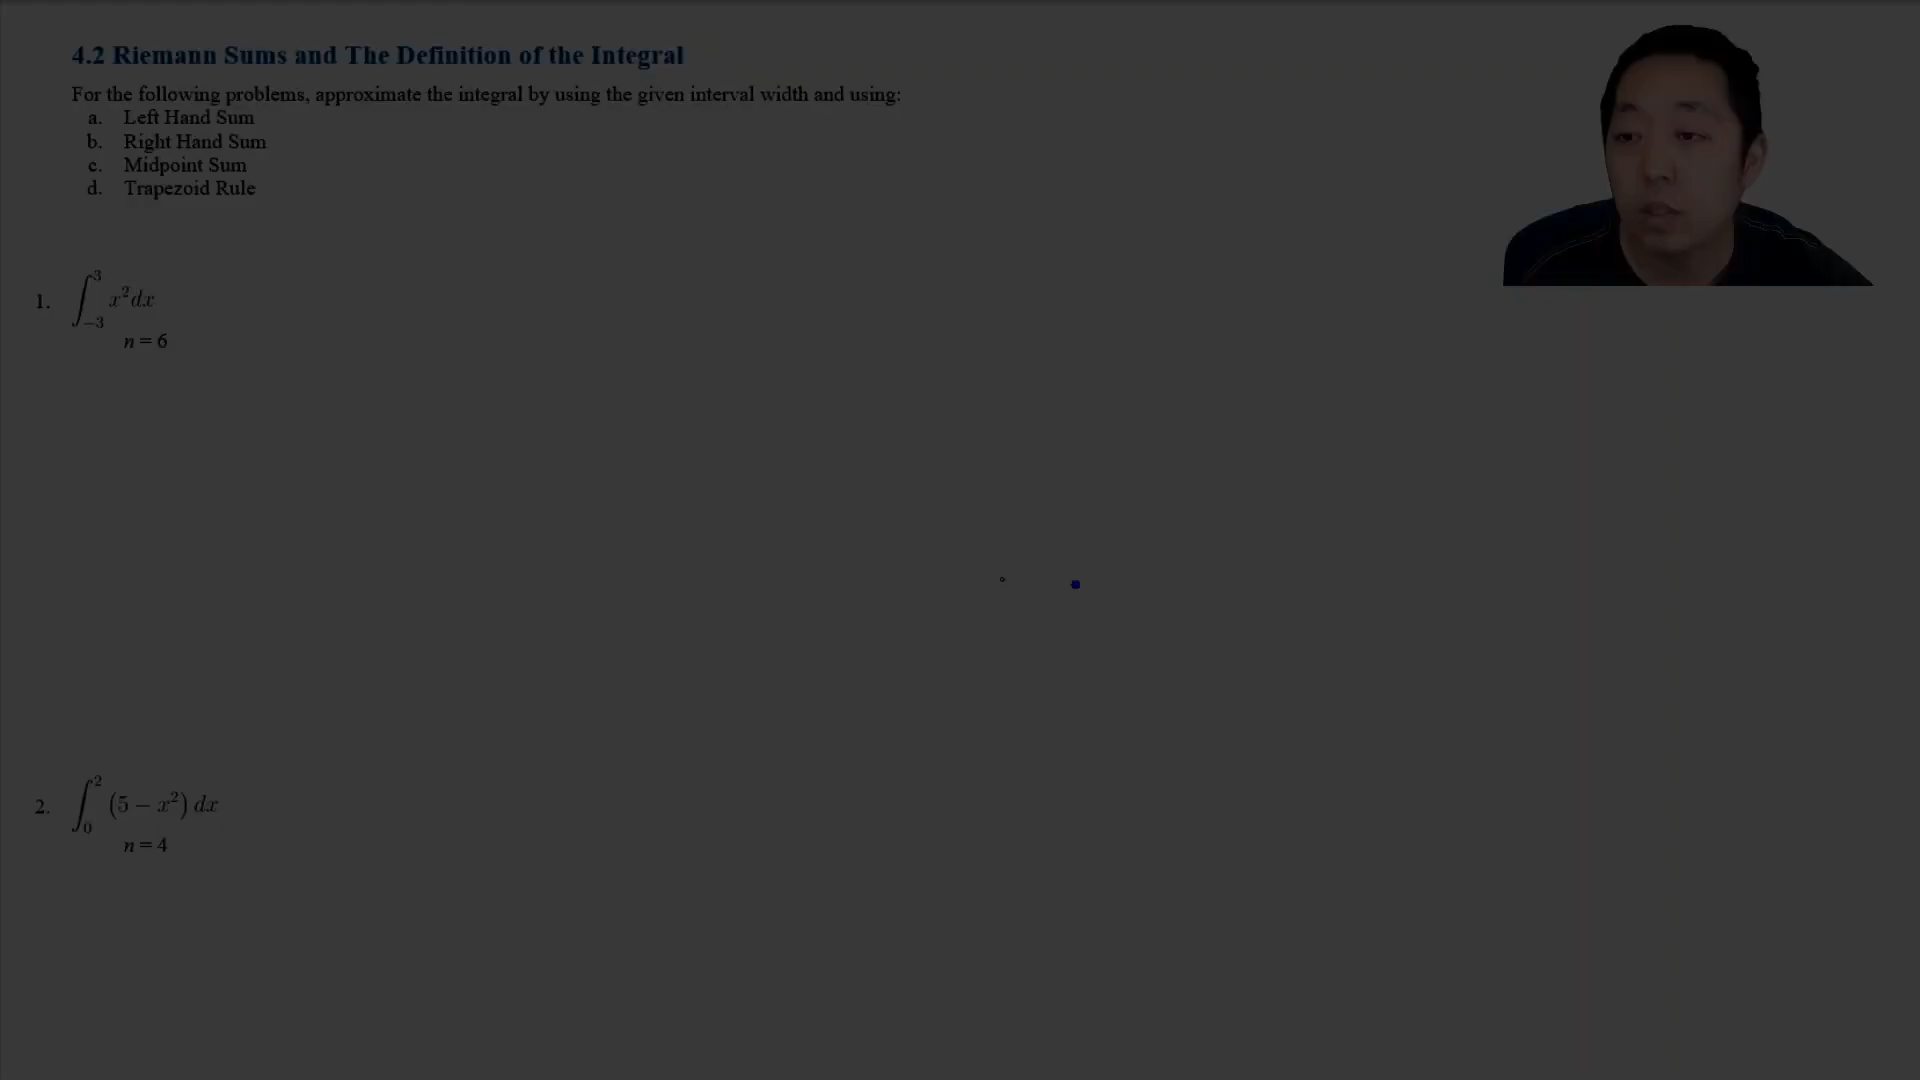 4.2 Riemann Sums and The Definition of the Integral
For the following problems, approximate the integral by using the given interval width and using:
a. Left Hand Sum
b. Right Hand Sum
c. Midpoint Sum
d. Trapezoid Rule
1. ∫_{-3}^{3} x² dx
n = 6
2. ∫_{0}^{2} (5 − x²) dx
n = 4